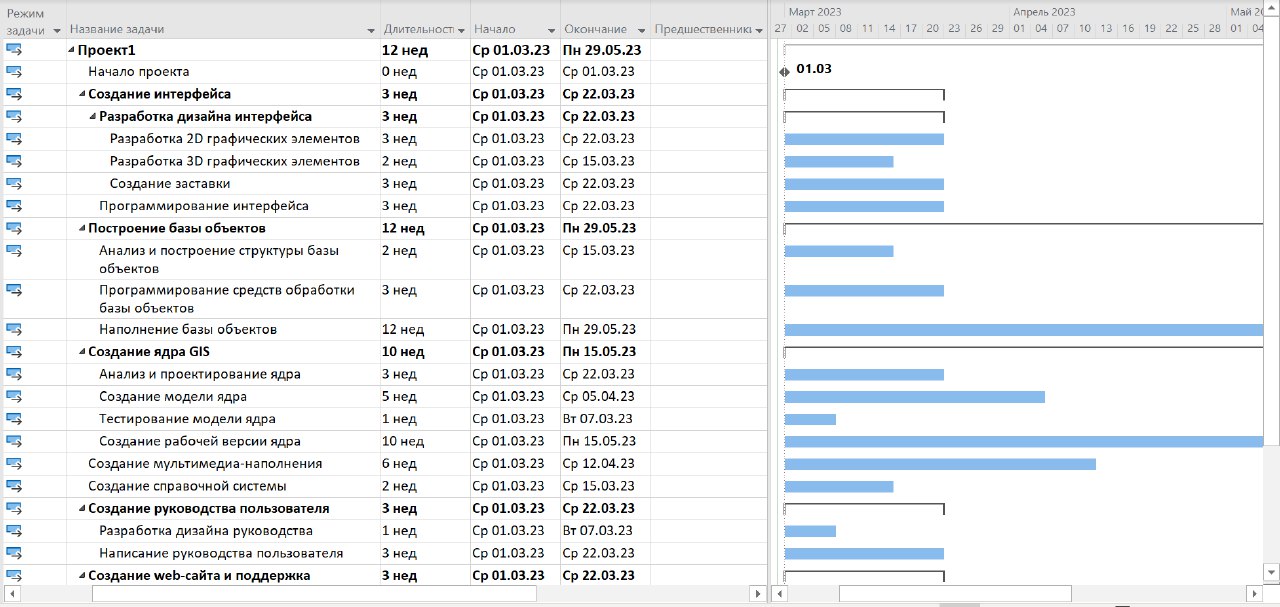 Режим задачи Название задачи Длительность Начало Окончание Предшественники
Март 2023 Апрель 2023 Май 20
27 02 05 08 11 14 17 20 23 26 29 01 04 07 10 13 16 19 22 25 28 01 04
Проект1 12 нед Ср 01.03.23 Пн 29.05.23
Начало проекта 0 нед Ср 01.03.23 Ср 01.03.23 01.03
Создание интерфейса 3 нед Ср 01.03.23 Ср 22.03.23
Разработка дизайна интерфейса 3 нед Ср 01.03.23 Ср 22.03.23
Разработка 2D графических элементов 3 нед Ср 01.03.23 Ср 22.03.23
Разработка 3D графических элементов 2 нед Ср 01.03.23 Ср 15.03.23
Создание заставки 3 нед Ср 01.03.23 Ср 22.03.23
Программирование интерфейса 3 нед Ср 01.03.23 Ср 22.03.23
Построение базы объектов 12 нед Ср 01.03.23 Пн 29.05.23
Анализ и построение структуры базы 2 нед Ср 01.03.23 Ср 15.03.23
объектов
Программирование средств обработки 3 нед Ср 01.03.23 Ср 22.03.23
базы объектов
Наполнение базы объектов 12 нед Ср 01.03.23 Пн 29.05.23
Создание ядра GIS 10 нед Ср 01.03.23 Пн 15.05.23
Анализ и проектирование ядра 3 нед Ср 01.03.23 Ср 22.03.23
Создание модели ядра 5 нед Ср 01.03.23 Ср 05.04.23
Тестирование модели ядра 1 нед Ср 01.03.23 Вт 07.03.23
Создание рабочей версии ядра 10 нед Ср 01.03.23 Пн 15.05.23
Создание мультимедиа-наполнения 6 нед Ср 01.03.23 Ср 12.04.23
Создание справочной системы 2 нед Ср 01.03.23 Ср 15.03.23
Создание руководства пользователя 3 нед Ср 01.03.23 Ср 22.03.23
Разработка дизайна руководства 1 нед Ср 01.03.23 Вт 07.03.23
Написание руководства пользователя 3 нед Ср 01.03.23 Ср 22.03.23
Создание web-сайта и поддержка 3 нед Ср 01.03.23 Ср 22.03.23